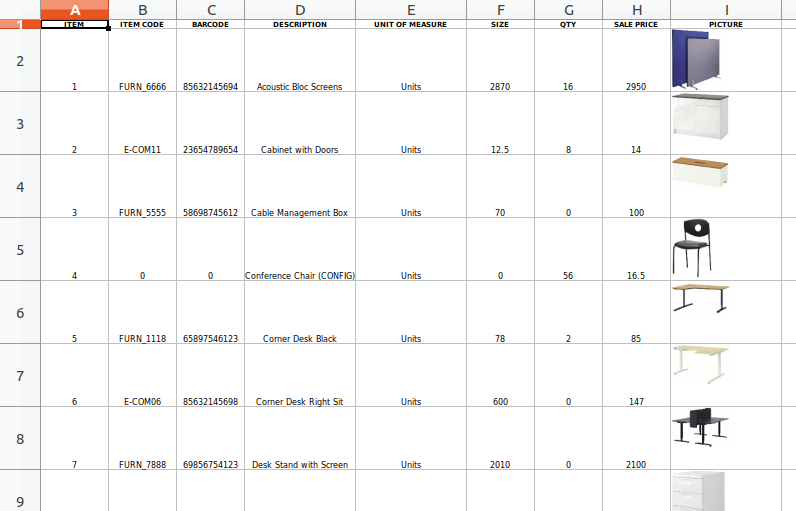 A B C D E F G H I
1 ITEM ITEM CODE BARCODE DESCRIPTION UNIT OF MEASURE SIZE QTY SALE PRICE PICTURE
2 1 FURN_6666 85632145694 Acoustic Bloc Screens Units 2870 16 2950
3 2 E-COM11 23654789654 Cabinet with Doors Units 12.5 8 14
4 3 FURN_5555 58698745612 Cable Management Box Units 70 0 100
5 4 0 0 Conference Chair (CONFIG) Units 0 56 16.5
6 5 FURN_1118 65897546123 Corner Desk Black Units 78 2 85
7 6 E-COM06 85632145698 Corner Desk Right Sit Units 600 0 147
8 7 FURN_7888 69856754123 Desk Stand with Screen Units 2010 0 2100
9